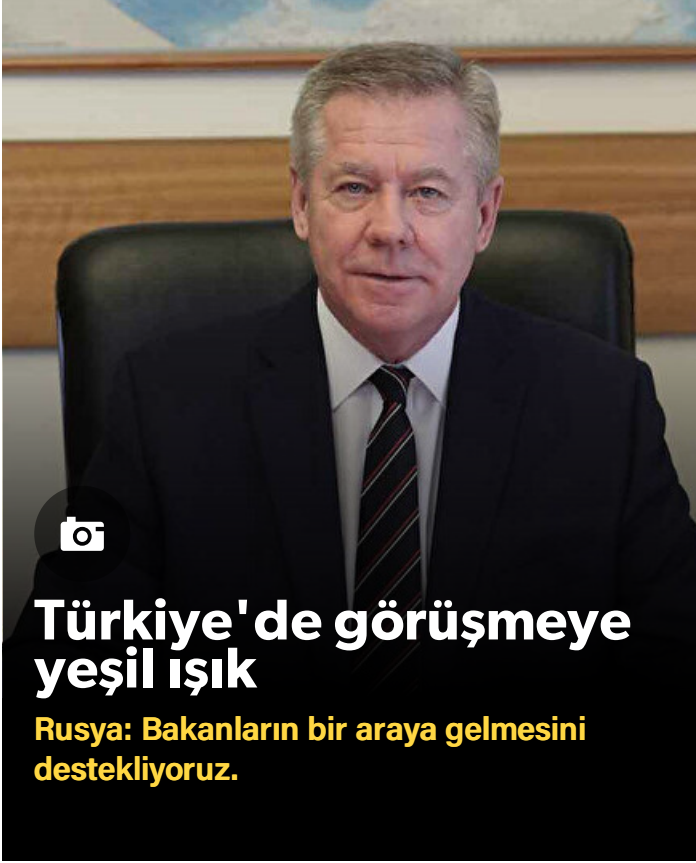 Türkiye'de görüşmeye
yeşil ışık
Rusya: Bakanların bir araya gelmesini
destekliyoruz.